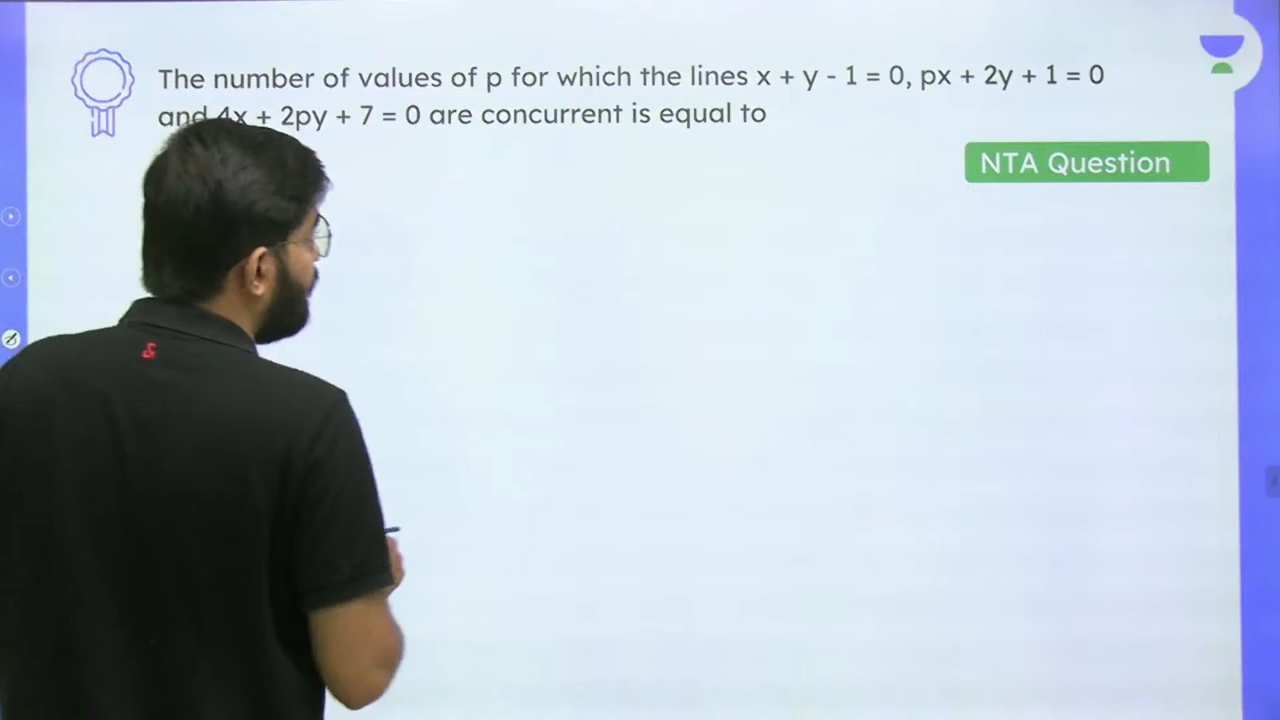 The number of values of p for which the lines x + y - 1 = 0, px + 2y + 1 = 0
and 4x + 2py + 7 = 0 are concurrent is equal to
NTA Question